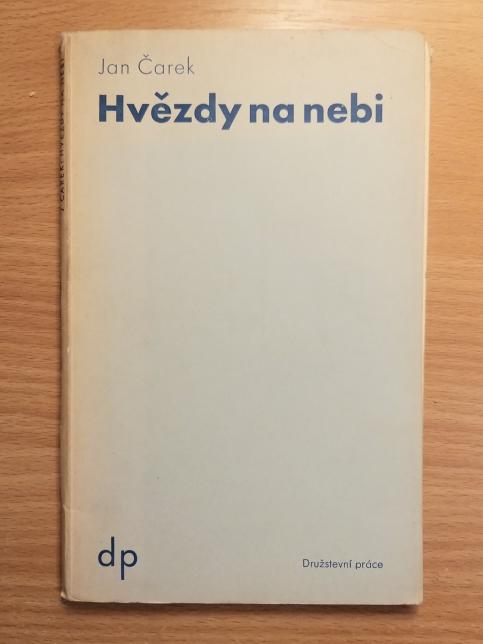 Jan Čarek
Hvězdy na nebi
dp
Družstevní práce